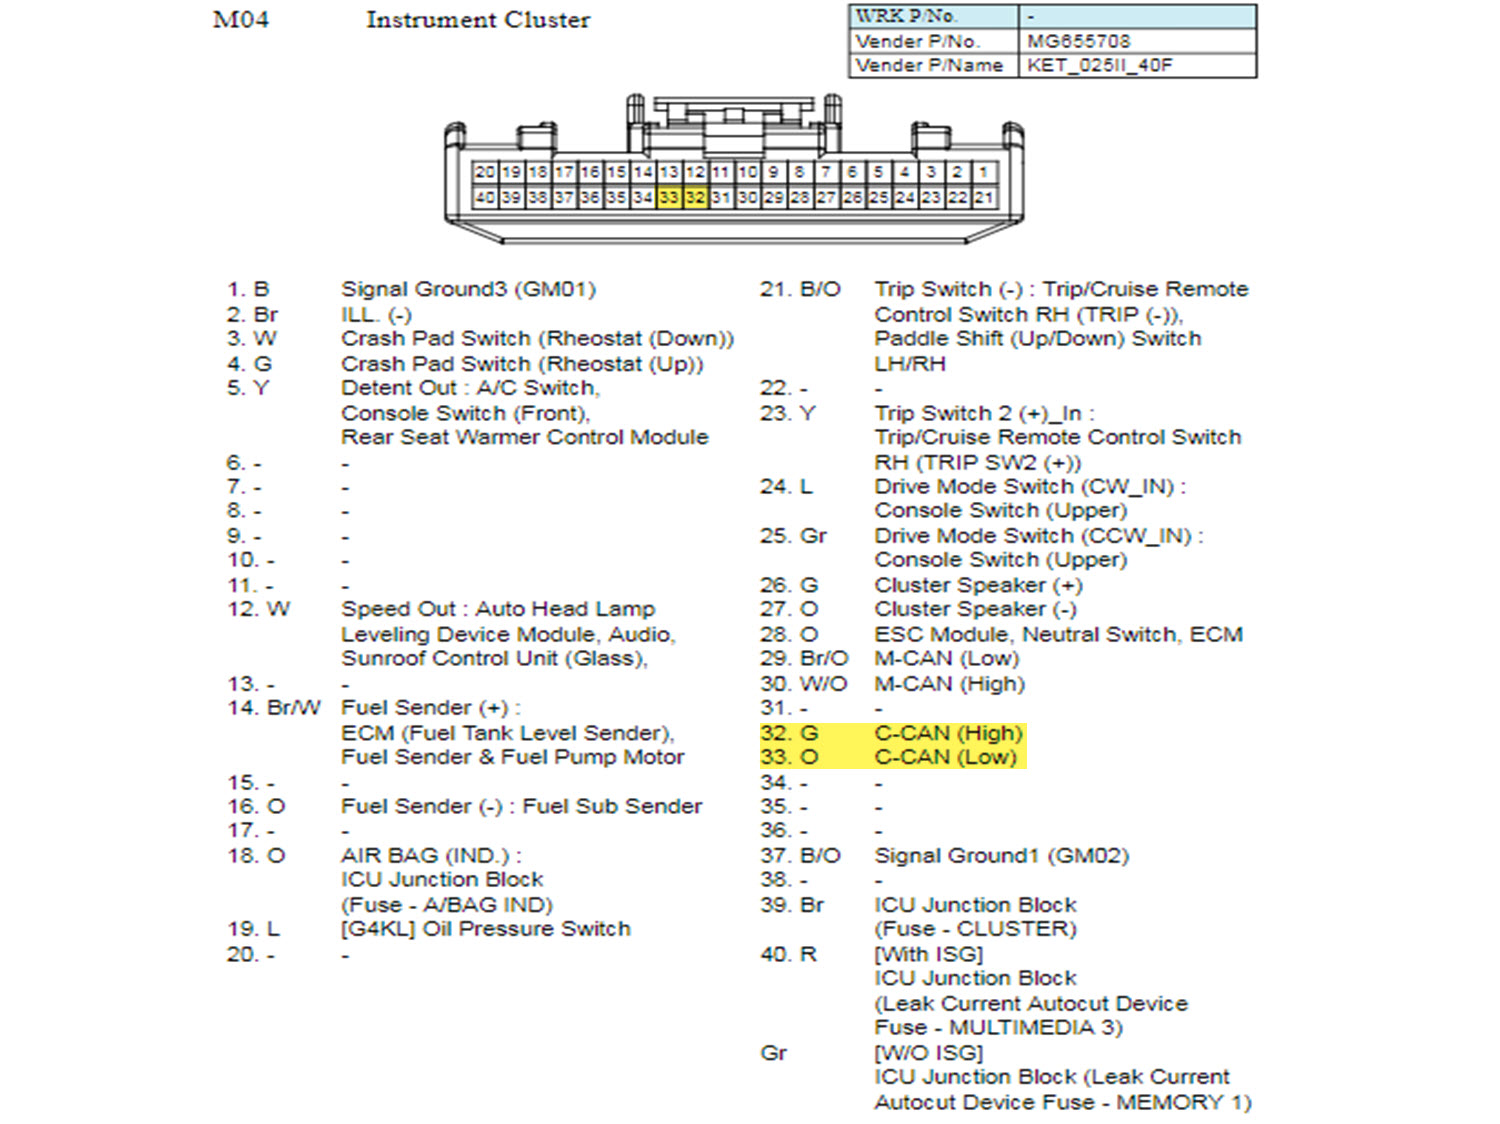 M04 Instrument Cluster
WRK P/No. -
Vender P/No. MG655708
Vender P/Name KET_025II_40F
20 19 18 17 16 15 14 13 12 11 10 9 8 7 6 5 4 3 2 1
40 39 38 37 36 35 34 33 32 31 30 29 28 27 26 25 24 23 22 21
1. B Signal Ground3 (GM01)
2. Br ILL. (-)
3. W Crash Pad Switch (Rheostat (Down))
4. G Crash Pad Switch (Rheostat (Up))
5. Y Detent Out : A/C Switch,
Console Switch (Front),
Rear Seat Warmer Control Module
6. - -
7. - -
8. - -
9. - -
10. - -
11. - -
12. W Speed Out : Auto Head Lamp
Leveling Device Module, Audio,
Sunroof Control Unit (Glass),
13. - -
14. Br/W Fuel Sender (+) :
ECM (Fuel Tank Level Sender),
Fuel Sender & Fuel Pump Motor
15. - -
16. O Fuel Sender (-) : Fuel Sub Sender
17. - -
18. O AIR BAG (IND.) :
ICU Junction Block
(Fuse - A/BAG IND)
19. L [G4KL] Oil Pressure Switch
20. - -
21. B/O Trip Switch (-) : Trip/Cruise Remote
Control Switch RH (TRIP (-)),
Paddle Shift (Up/Down) Switch
LH/RH
22. - -
23. Y Trip Switch 2 (+)_In :
Trip/Cruise Remote Control Switch
RH (TRIP SW2 (+))
24. L Drive Mode Switch (CW_IN) :
Console Switch (Upper)
25. Gr Drive Mode Switch (CCW_IN) :
Console Switch (Upper)
26. G Cluster Speaker (+)
27. O Cluster Speaker (-)
28. O ESC Module, Neutral Switch, ECM
29. Br/O M-CAN (Low)
30. W/O M-CAN (High)
31. - -
32. G C-CAN (High)
33. O C-CAN (Low)
34. - -
35. - -
36. - -
37. B/O Signal Ground1 (GM02)
38. - -
39. Br ICU Junction Block
(Fuse - CLUSTER)
40. R [With ISG]
ICU Junction Block
(Leak Current Autocut Device
Fuse - MULTIMEDIA 3)
Gr [W/O ISG]
ICU Junction Block (Leak Current
Autocut Device Fuse - MEMORY 1)